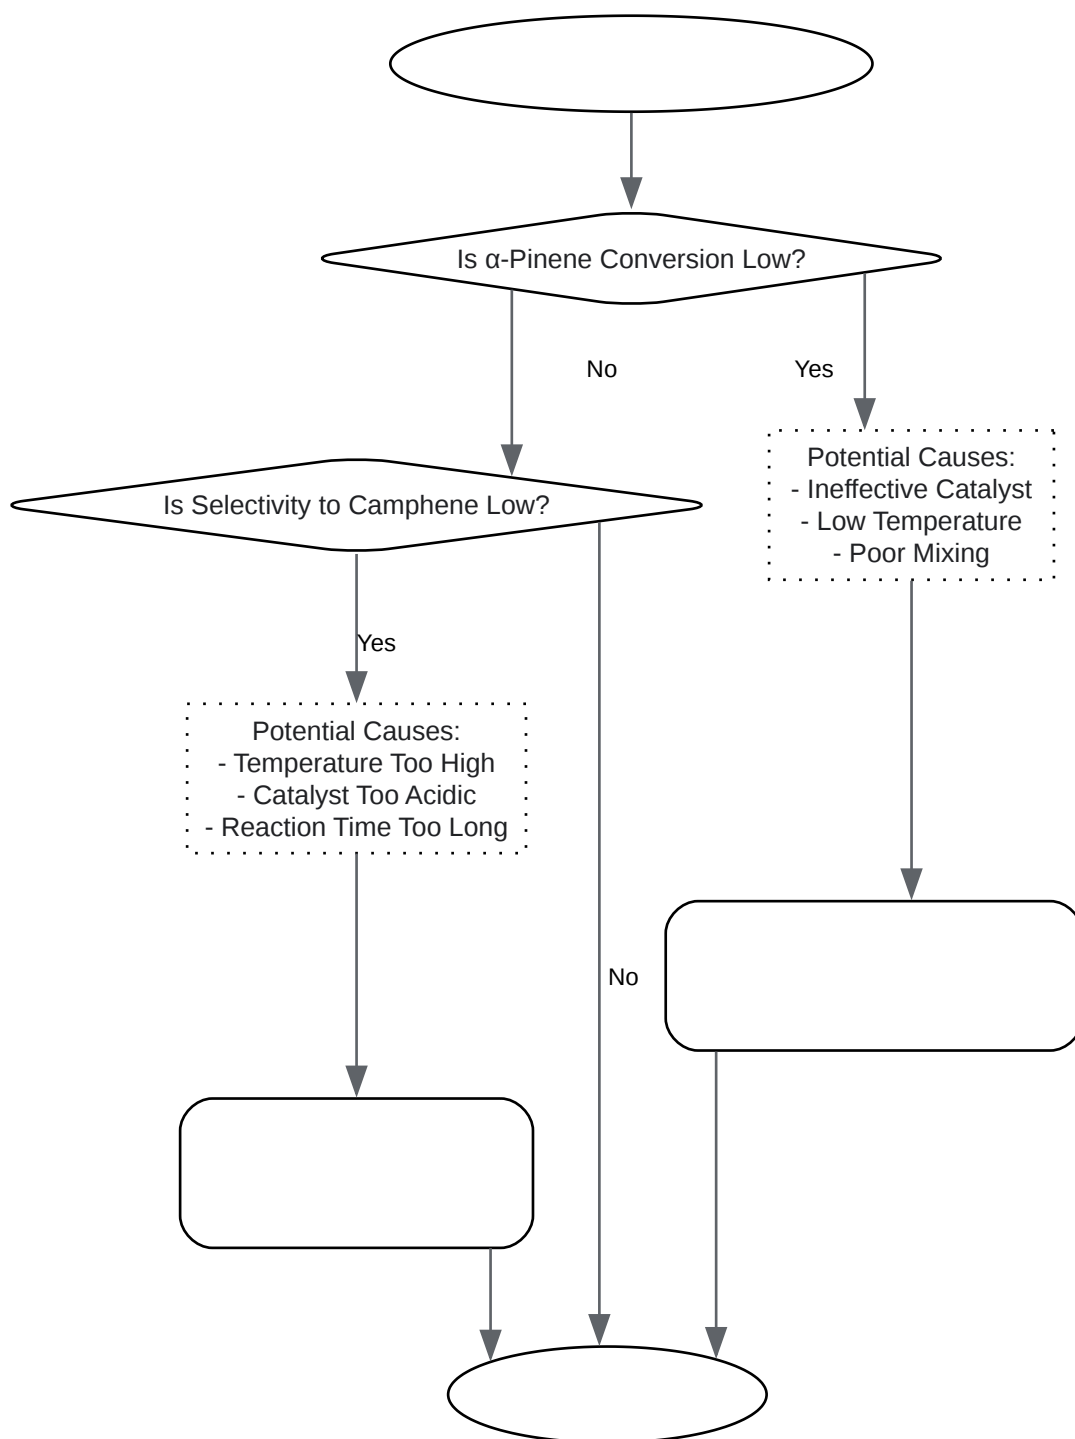 Is α-Pinene Conversion Low?
No
Yes
Potential Causes:
- Ineffective Catalyst
- Low Temperature
- Poor Mixing
Is Selectivity to Camphene Low?
Yes
Potential Causes:
- Temperature Too High
- Catalyst Too Acidic
- Reaction Time Too Long
No